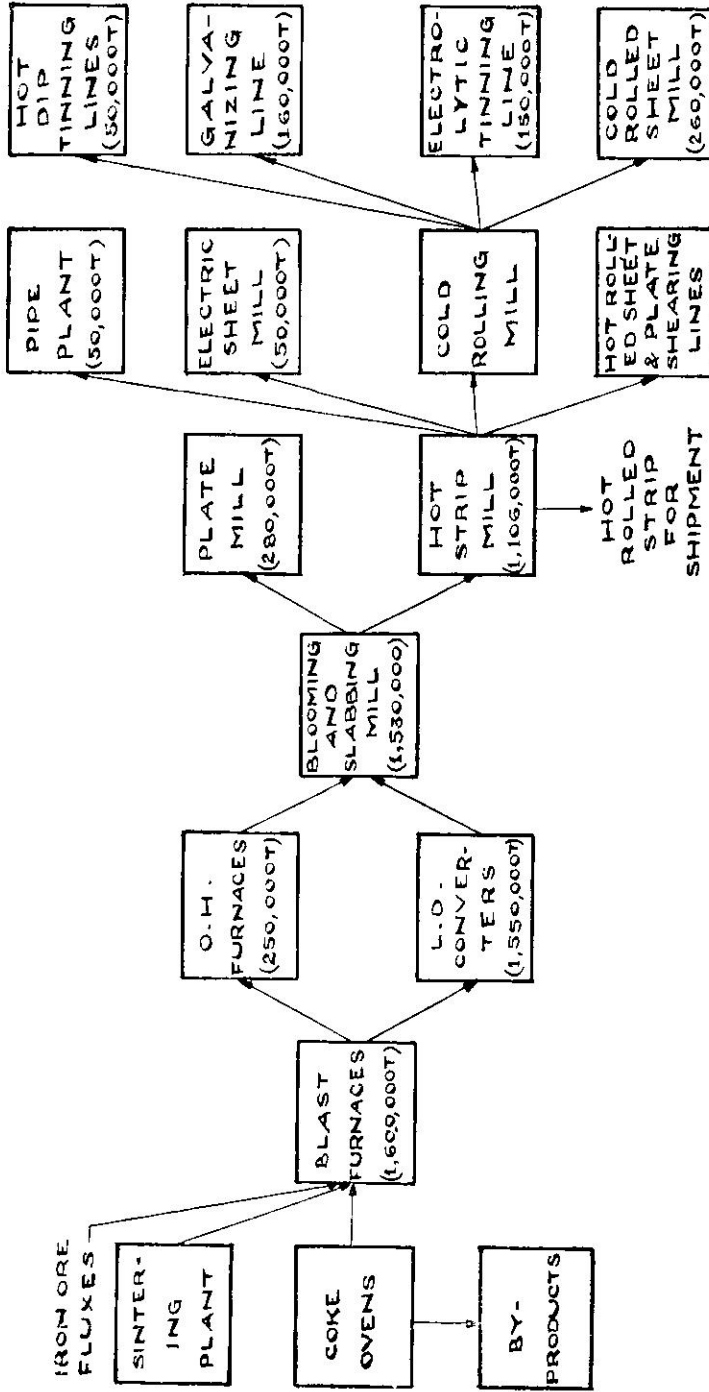 IRON ORE
FLUXES
SINTER-
ING
PLANT
COKE
OVENS
BY-
PRODUCTS
BLAST
FURNACES
(1,600,000T)
O.H.
FURNACES
(250,000T)
L.D.
CONVER-
TERS
(1,550,000T)
BLOOMING
AND
SLABBING
MILL
(1,530,000)
PLATE
MILL
(280,000T)
HOT
STRIP
MILL
(1,106,000T)
HOT
ROLLED
STRIP
FOR
SHIPMENT
PIPE
PLANT
(50,000T)
ELECTRIC
SHEET
MILL
(50,000T)
COLD
ROLLING
MILL
HOT ROLL-
ED SHEET
& PLATE
SHEARING
LINES
HOT
DIP
TINNING
LINES
(50,000T)
GALVA-
NIZING
LINE
(160,000T)
ELECTRO-
LYTIC
TINNING
LINE
(150,000T)
COLD
ROLLED
SHEET
MILL
(260,000T)